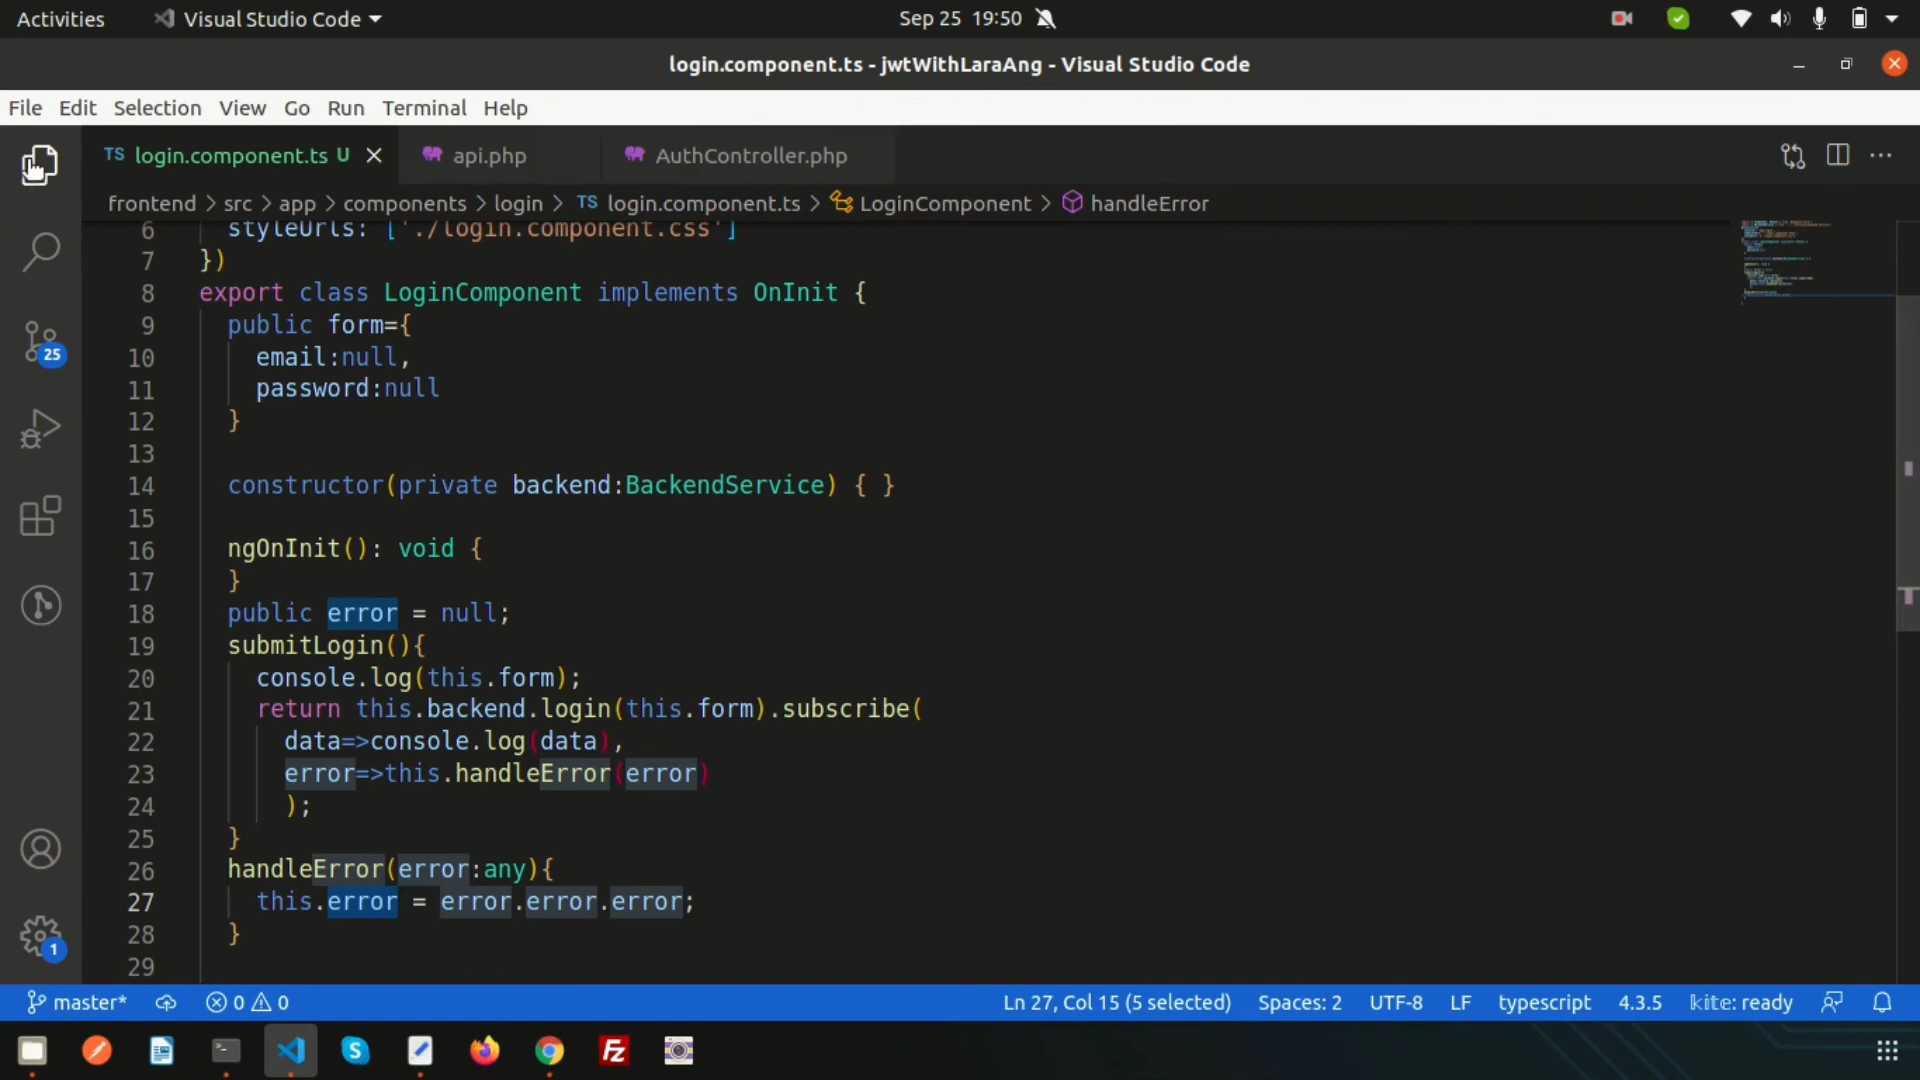 Activities Visual Studio Code Sep 25 19:50
login.component.ts - jwtWithLaraAng - Visual Studio Code
File Edit Selection View Go Run Terminal Help
TS login.component.ts U api.php AuthController.php
frontend > src > app > components > login > TS login.component.ts > LoginComponent > handleError
6 styleUrls: ['./login.component.css']
7 })
8 export class LoginComponent implements OnInit {
9 public form={
10 email:null,
11 password:null
12 }
13
14 constructor(private backend:BackendService) { }
15
16 ngOnInit(): void {
17 }
18 public error = null;
19 submitLogin(){
20 console.log(this.form);
21 return this.backend.login(this.form).subscribe(
22 data=>console.log(data),
23 error=>this.handleError(error)
24 );
25 }
26 handleError(error:any){
27 this.error = error.error.error;
28 }
29
25
1
master* 0 0 Ln 27, Col 15 (5 selected) Spaces: 2 UTF-8 LF typescript 4.3.5 kite: ready